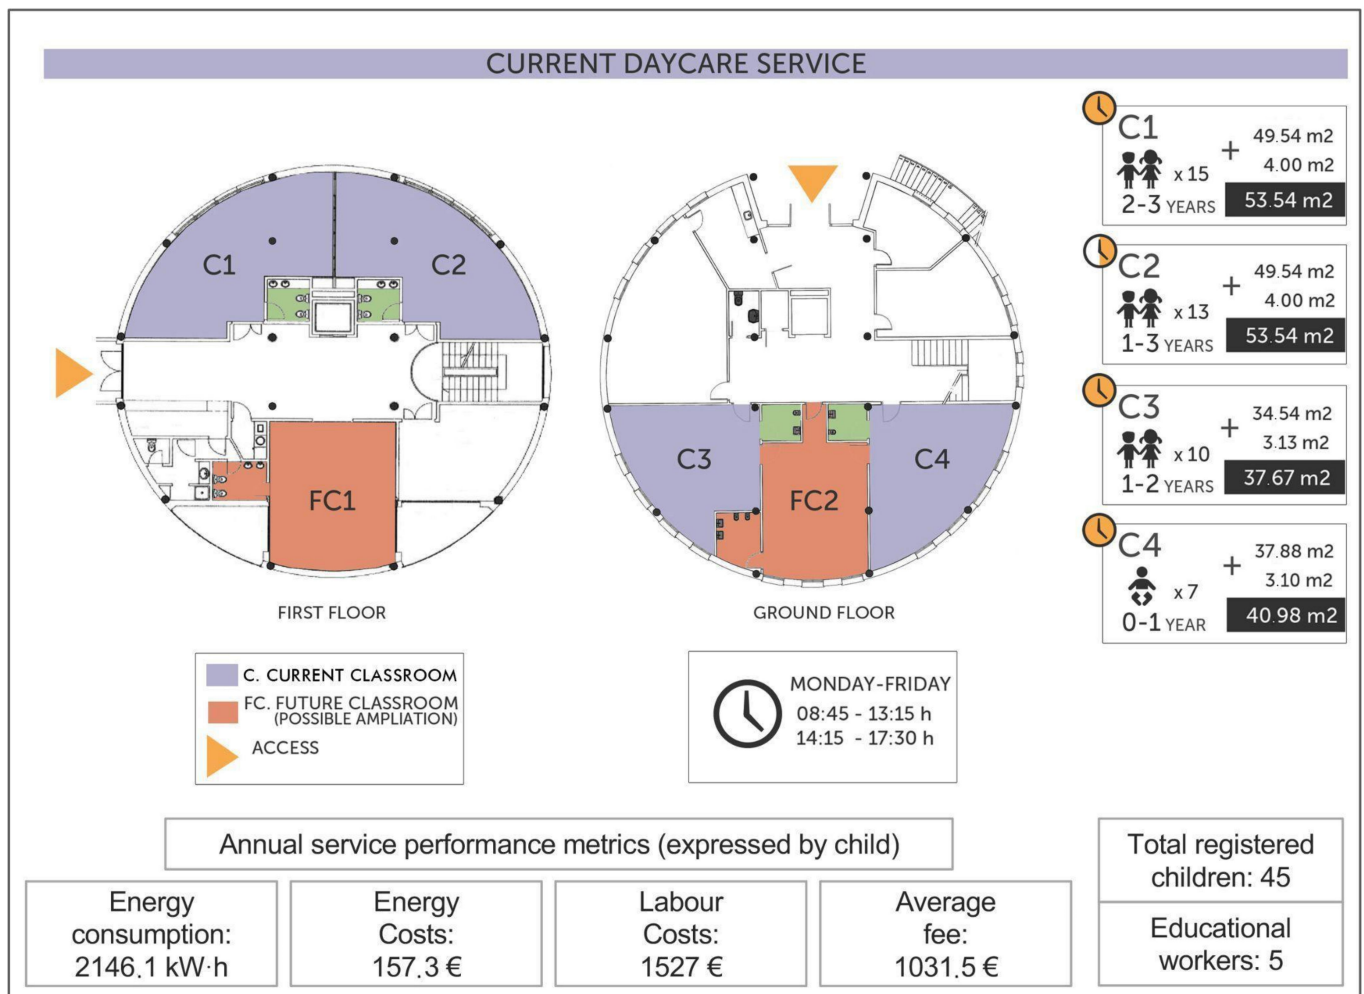 CURRENT DAYCARE SERVICE
C1
C2
FC1
FIRST FLOOR
C3
C4
FC2
GROUND FLOOR
C1
x 15
2-3 YEARS
+
49.54 m2
4.00 m2
53.54 m2
C2
x 13
1-3 YEARS
+
49.54 m2
4.00 m2
53.54 m2
C3
x 10
1-2 YEARS
+
34.54 m2
3.13 m2
37.67 m2
C4
x 7
0-1 YEAR
+
37.88 m2
3.10 m2
40.98 m2
C. CURRENT CLASSROOM
FC. FUTURE CLASSROOM
(POSSIBLE AMPLIATION)
ACCESS
MONDAY-FRIDAY
08:45 - 13:15 h
14:15 - 17:30 h
Annual service performance metrics (expressed by child)
Energy
consumption:
2146.1 kW·h
Energy
Costs:
157.3 €
Labour
Costs:
1527 €
Average
fee:
1031.5 €
Total registered
children: 45
Educational
workers: 5